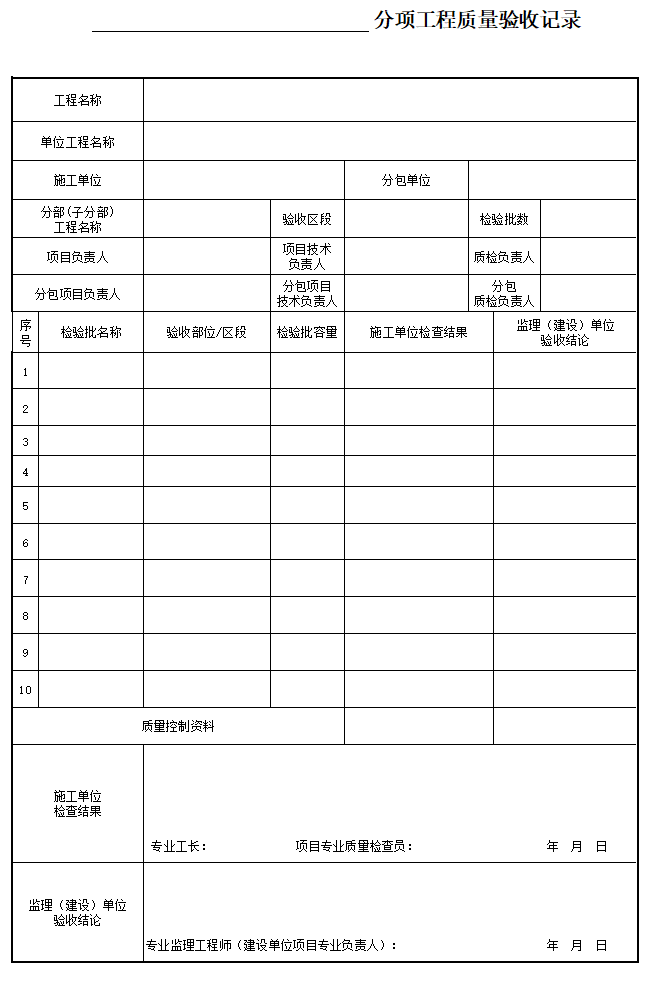 分项工程质量验收记录
工程名称
单位工程名称
施工单位 分包单位
分部(子分部)
工程名称 验收区段 检验批数
项目负责人 项目技术
负责人 质检负责人
分包项目负责人 分包项目
技术负责人 分包
质检负责人
序
号 检验批名称 验收部位/区段 检验批容量 施工单位检查结果 监理（建设）单位
验收结论
1
2
3
4
5
6
7
8
9
10
质量控制资料
施工单位
检查结果
专业工长： 项目专业质量检查员： 年 月 日
监理（建设）单位
验收结论
专业监理工程师（建设单位项目专业负责人）： 年 月 日